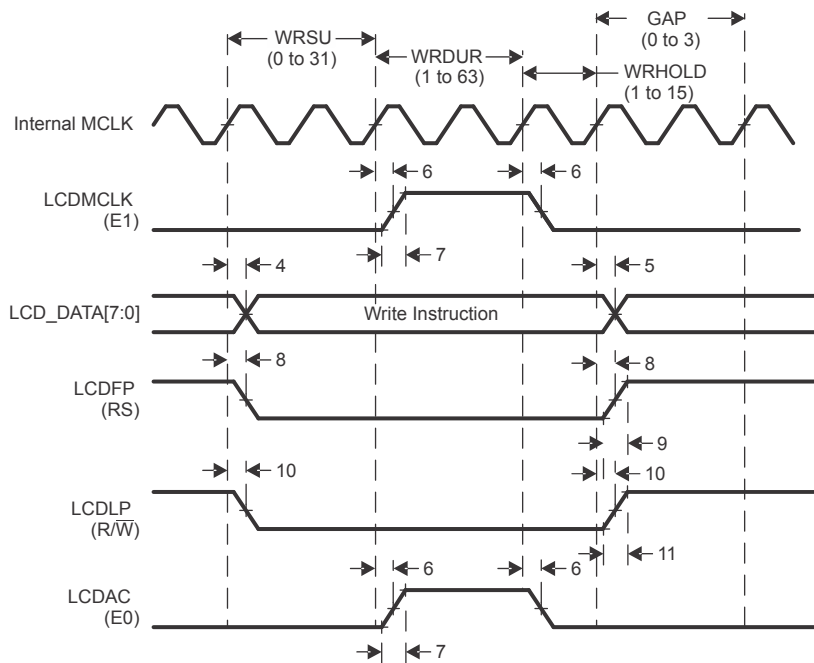 GAP
(0 to 3)
WRSU
(0 to 31)
WRDUR
(1 to 63)
WRHOLD
(1 to 15)
Internal MCLK
6
6
LCDMCLK
(E1)
7
4
5
LCD_DATA[7:0]
Write Instruction
8
8
LCDFP
(RS)
9
10
10
LCDLP
(R/W̅)
11
6
6
LCDAC
(E0)
7